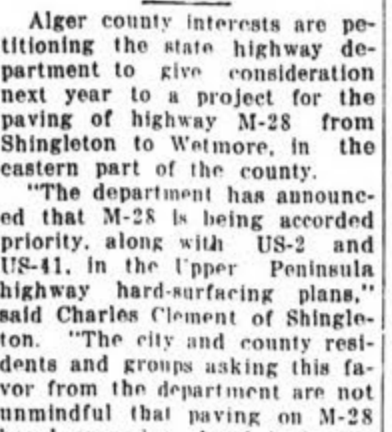 Alger county interests are pe-
titioning the state highway de-
partment to give consideration
next year to a project for the
paving of highway M-28 from
Shingleton to Wetmore, in the
eastern part of the county.
"The department has announc-
ed that M-28 is being accorded
priority, along with US-2 and
US-41, in the Upper Peninsula
highway hard-surfacing plans,"
said Charles Clement of Shingle-
ton. "The city and county resi-
dents and groups asking this fa-
vor from the department are not
unmindful that paving on M-28